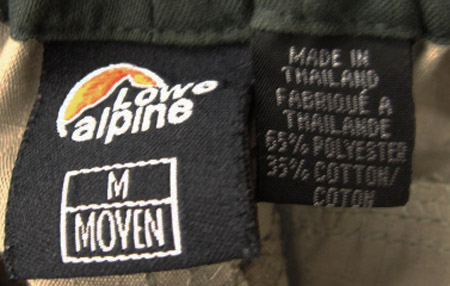 Lowe
alpine
M
MOYEN
MADE IN
THAILAND
FABRIQUÉ A
THAILANDE
65% POLYESTER
35% COTTON/
COTON